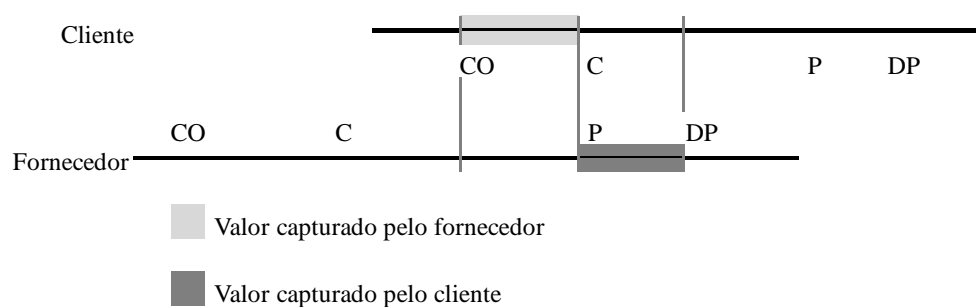 Cliente
CO C P DP
CO C P DP
Fornecedor
Valor capturado pelo fornecedor
Valor capturado pelo cliente